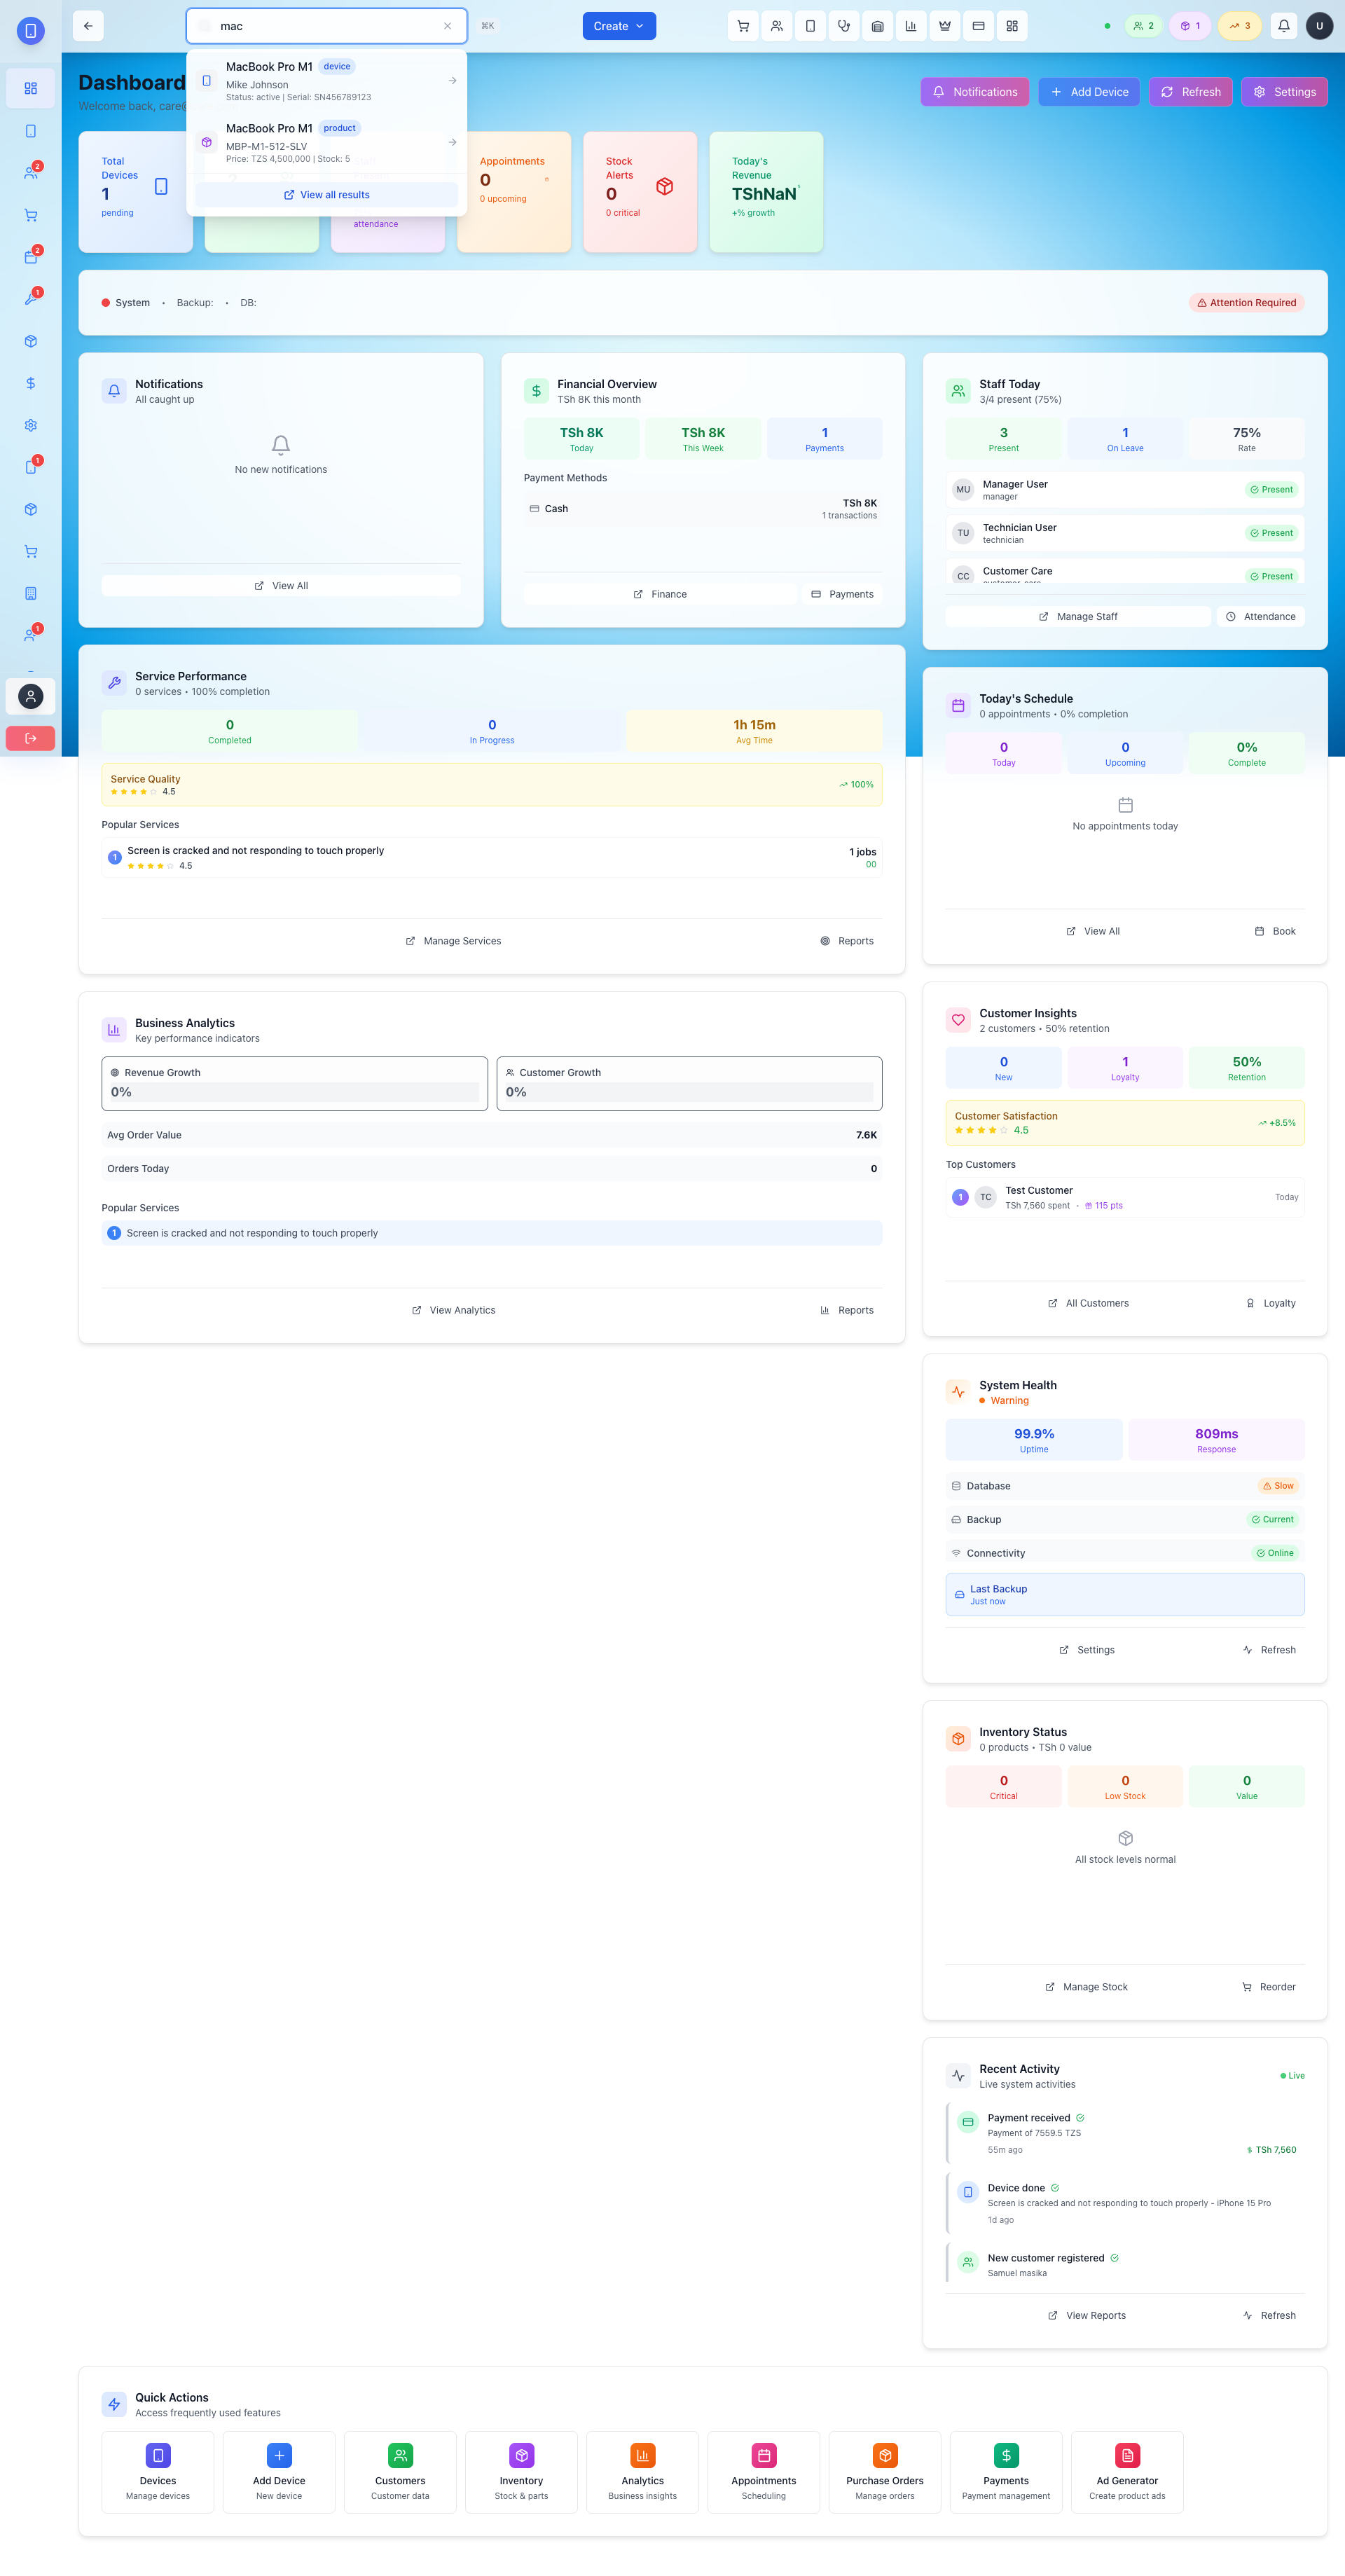 mac
⌘K
Create
2
1
3
U
MacBook Pro M1
device
Mike Johnson
Status: active | Serial: SN456789123
MacBook Pro M1
product
MBP-M1-512-SLV
Price: TZS 4,500,000 | Stock: 5
View all results
Dashboard
Welcome back, care@
Notifications
Add Device
Refresh
Settings
Total Devices
1
pending
attendance
Appointments
0
0 upcoming
Stock Alerts
0
0 critical
Today's Revenue
TShNaN
+% growth
2
2
1
1
1
System • Backup: • DB:
Attention Required
Notifications
All caught up
No new notifications
View All
Financial Overview
TSh 8K this month
TSh 8K
Today
TSh 8K
This Week
1
Payments
Payment Methods
Cash
TSh 8K
1 transactions
Finance
Payments
Staff Today
3/4 present (75%)
3
Present
1
On Leave
75%
Rate
MU
Manager User
manager
Present
TU
Technician User
technician
Present
CC
Customer Care
customer-care
Present
Manage Staff
Attendance
Service Performance
0 services • 100% completion
0
Completed
0
In Progress
1h 15m
Avg Time
Service Quality
4.5
100%
Popular Services
1
Screen is cracked and not responding to touch properly
4.5
1 jobs
00
Manage Services
Reports
Today's Schedule
0 appointments • 0% completion
0
Today
0
Upcoming
0%
Complete
No appointments today
View All
Book
Business Analytics
Key performance indicators
Revenue Growth
0%
Customer Growth
0%
Avg Order Value
7.6K
Orders Today
0
Popular Services
1
Screen is cracked and not responding to touch properly
View Analytics
Reports
Customer Insights
2 customers • 50% retention
0
New
1
Loyalty
50%
Retention
Customer Satisfaction
4.5
+8.5%
Top Customers
1
TC
Test Customer
TSh 7,560 spent • 115 pts
Today
All Customers
Loyalty
System Health
Warning
99.9%
Uptime
809ms
Response
Database
Slow
Backup
Current
Connectivity
Online
Last Backup
Just now
Settings
Refresh
Inventory Status
0 products • TSh 0 value
0
Critical
0
Low Stock
0
Value
All stock levels normal
Manage Stock
Reorder
Recent Activity
Live system activities
Live
Payment received
Payment of 7559.5 TZS
55m ago
TSh 7,560
Device done
Screen is cracked and not responding to touch properly - iPhone 15 Pro
1d ago
New customer registered
Samuel masika
View Reports
Refresh
Quick Actions
Access frequently used features
Devices
Manage devices
Add Device
New device
Customers
Customer data
Inventory
Stock & parts
Analytics
Business insights
Appointments
Scheduling
Purchase Orders
Manage orders
Payments
Payment management
Ad Generator
Create product ads